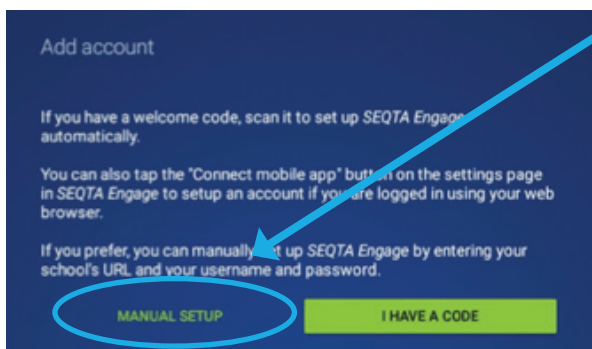 Add account
If you have a welcome code, scan it to set up SEQTA Engage
automatically.
You can also tap the "Connect mobile app" button on the settings page
in SEQTA Engage to setup an account if you are logged in using your web
browser.
If you prefer, you can manually set up SEQTA Engage by entering your
school's URL and your username and password.
MANUAL SETUP
I HAVE A CODE